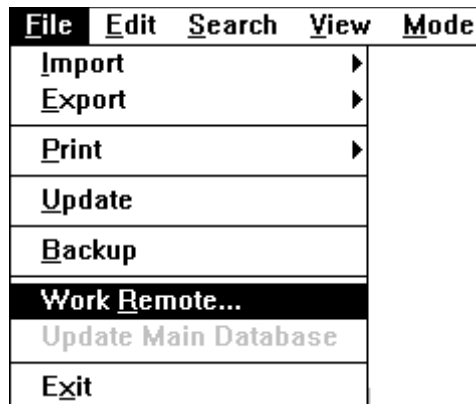 File Edit Search View Mode
Import
Export
Print
Update
Backup
Work Remote...
Update Main Database
Exit